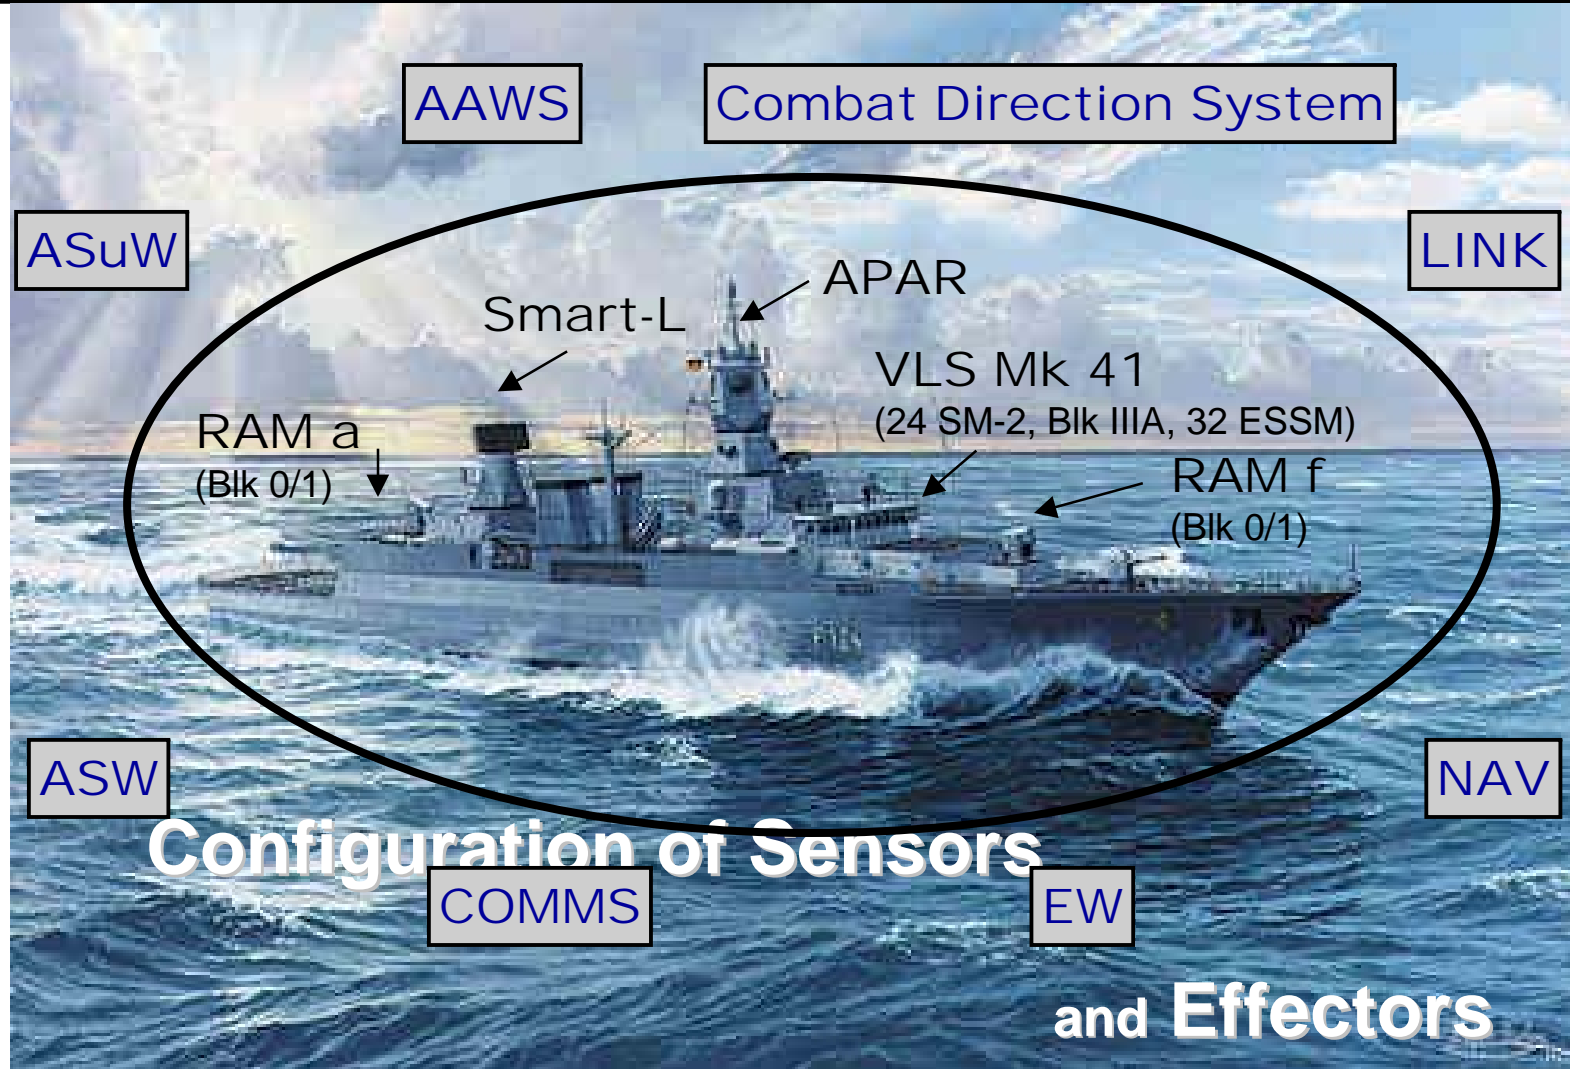 AAWS
Combat Direction System
ASuW
LINK
APAR
Smart-L
VLS Mk 41
(24 SM-2, Blk IIIA, 32 ESSM)
RAM a
(Blk 0/1)
RAM f
(Blk 0/1)
ASW
NAV
Configuration of Sensors
COMMS
EW
and Effectors